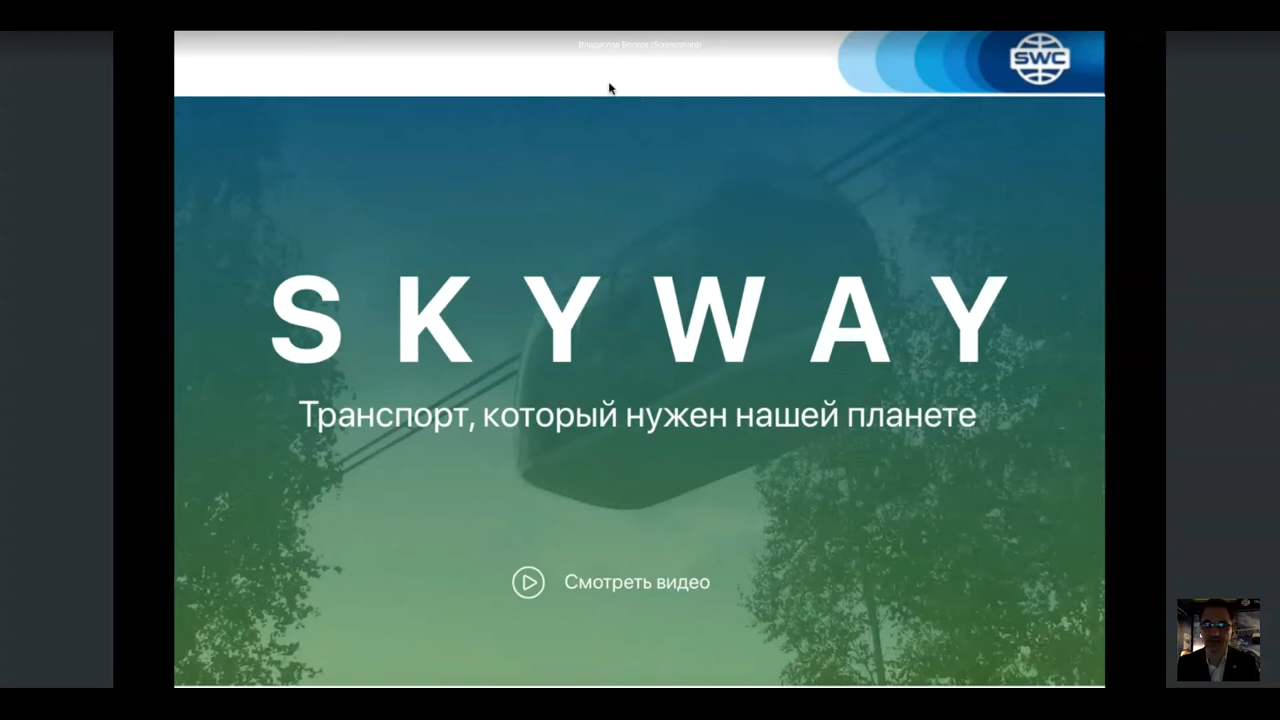 SWC
SKYWAY
Транспорт, который нужен нашей планете
Смотреть видео